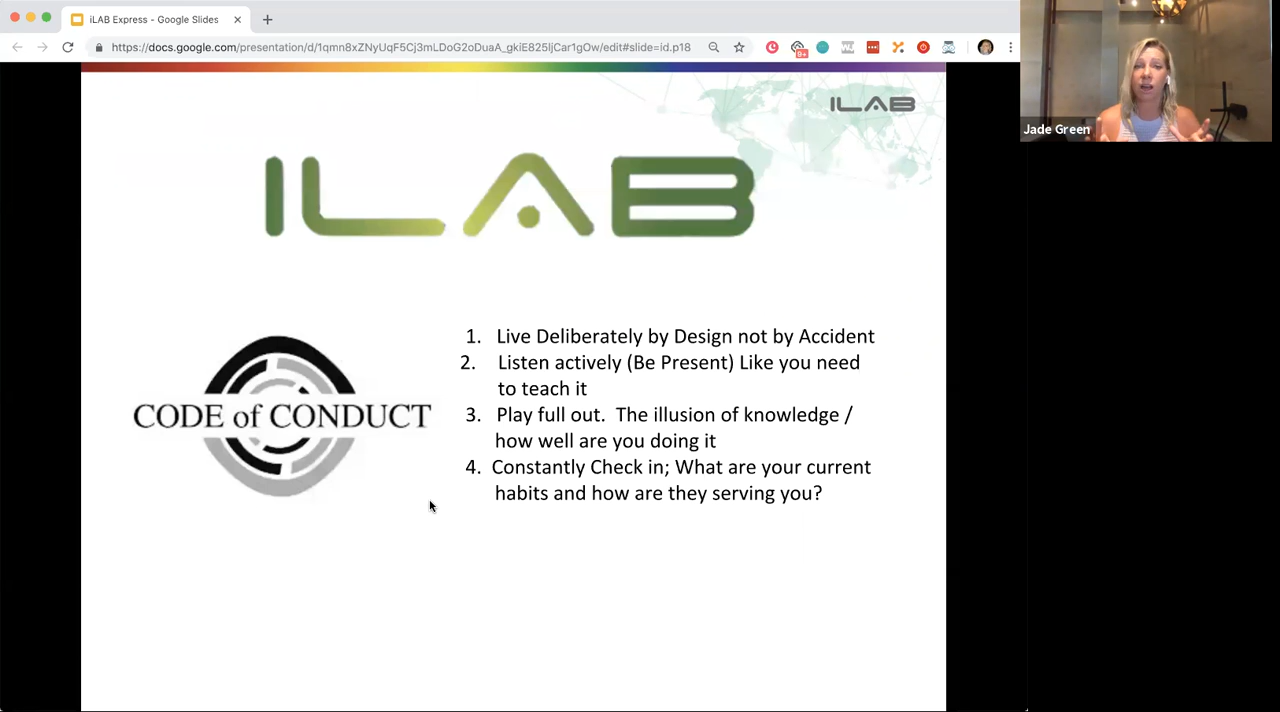 iLAB Express - Google Slides
https://docs.google.com/presentation/d/1qmn8xZNyUqF5Cj3mLDoG2oDuaA_gkiE825ljCar1gOw/edit#slide=id.p18
9+
Jade Green
ILAB
ILAB
CODE of CONDUCT
1. Live Deliberately by Design not by Accident
2. Listen actively (Be Present) Like you need
to teach it
3. Play full out. The illusion of knowledge /
how well are you doing it
4. Constantly Check in; What are your current
habits and how are they serving you?